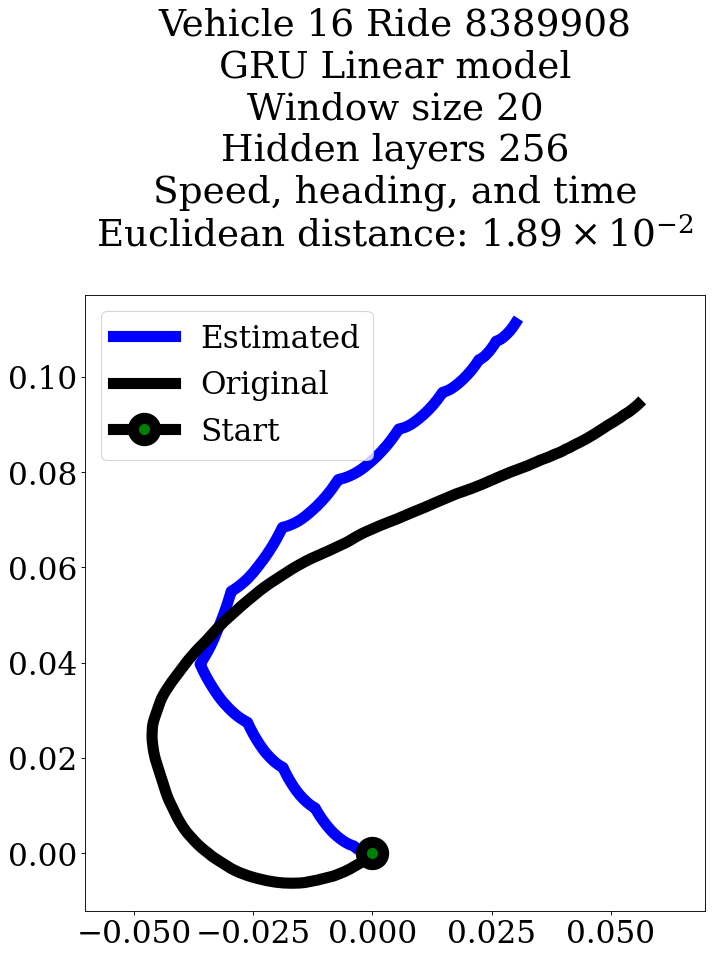 Vehicle 16 Ride 8389908
GRU Linear model
Window size 20
Hidden layers 256
Speed, heading, and time
Euclidean distance: 1.89 × 10⁻²
Estimated
Original
Start
0.10
0.08
0.06
0.04
0.02
0.00
−0.050 −0.025 0.000 0.025 0.050